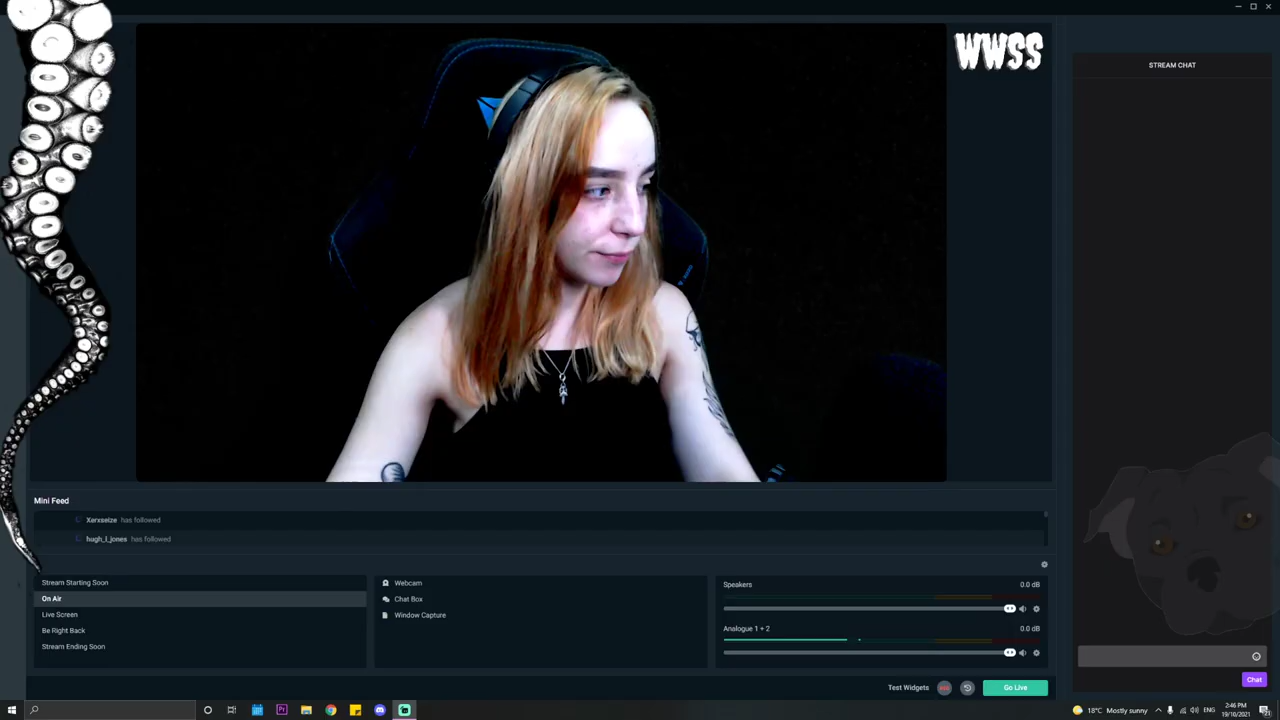 WWSS
STREAM CHAT
Mini Feed
Xerxseize has followed
hugh_l_jones has followed
Stream Starting Soon
On Air
Live Screen
Be Right Back
Stream Ending Soon
Webcam
Chat Box
Window Capture
Speakers 0.0 dB
Analogue 1 + 2 0.0 dB
Test Widgets
Go Live
Chat
18°C Mostly sunny
ENG
2:46 PM
19/10/2021